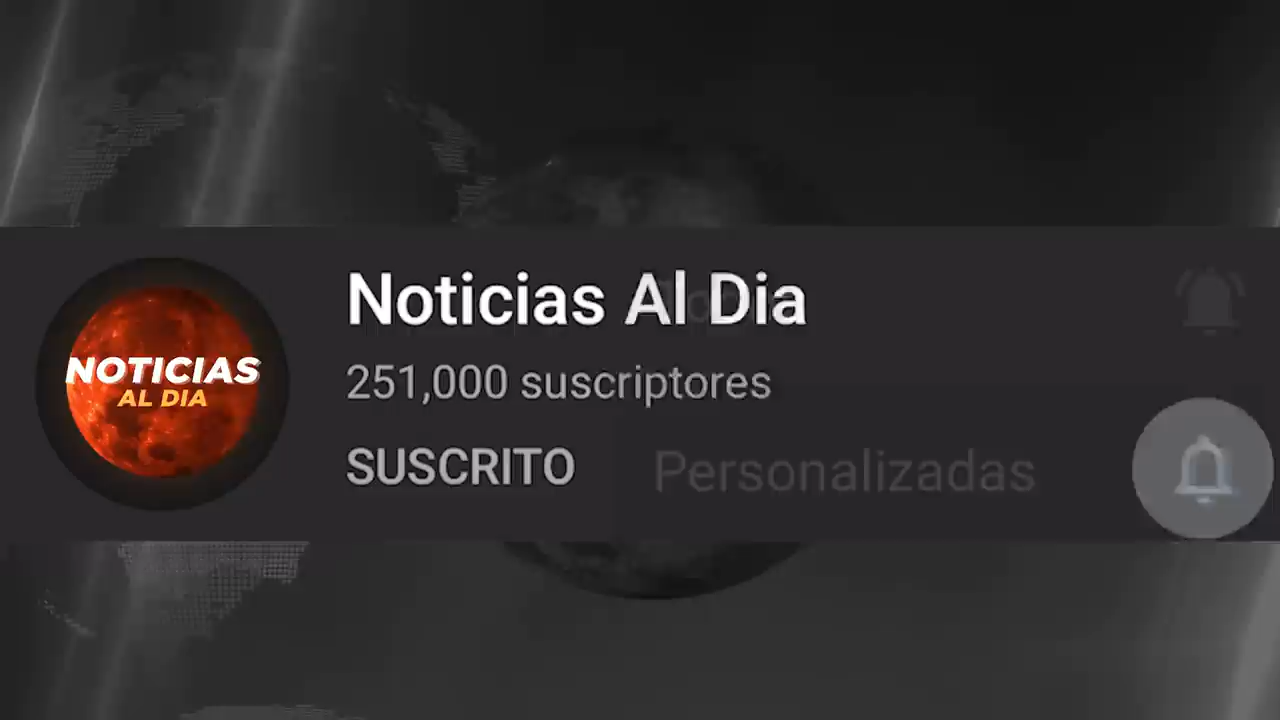 Noticias Al Dia
NOTICIAS
AL DIA
251,000 suscriptores
SUSCRITO
Personalizadas